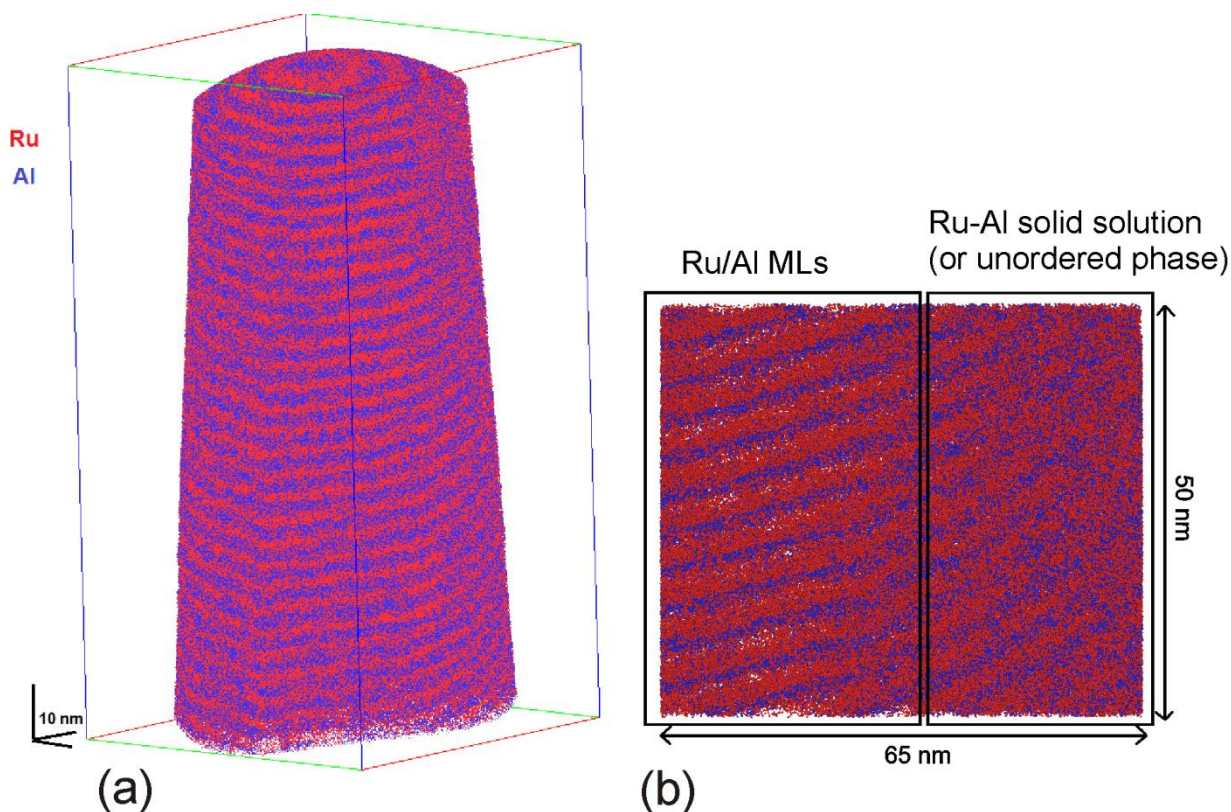 Ru
Al
10 nm
(a)
Ru/Al MLs
Ru-Al solid solution
(or unordered phase)
50 nm
65 nm
(b)